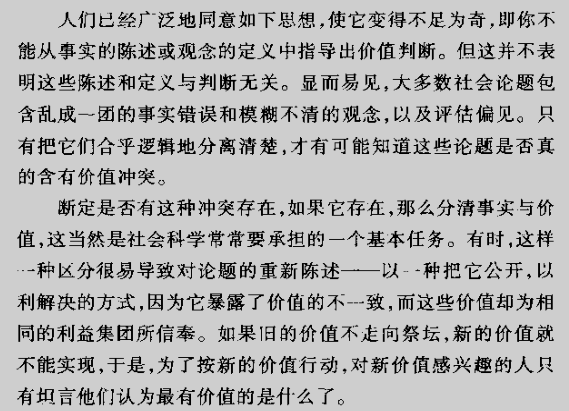 人们已经广泛地同意如下思想,使它变得不足为奇,即你不
能从事实的陈述或观念的定义中指导出价值判断。但这并不表
明这些陈述和定义与判断无关。显而易见,大多数社会论题包
含乱成一团的事实错误和模糊不清的观念,以及评估偏见。只
有把它们合乎逻辑地分离清楚,才有可能知道这些论题是否真
的含有价值冲突。
断定是否有这种冲突存在,如果它存在,那么分清事实与价
值,这当然是社会科学常常要承担的一个基本任务。有时,这样
一种区分很易导致对论题的重新陈述——以一种把它公开,以
利解决的方式,因为它暴露了价值的不一致,而这些价值却为相
同的利益集团所信奉。如果旧的价值不走向祭坛,新的价值就
不能实现,于是,为了按新的价值行动,对新价值感兴趣的人只
有坦言他们认为最有价值的是什么了。